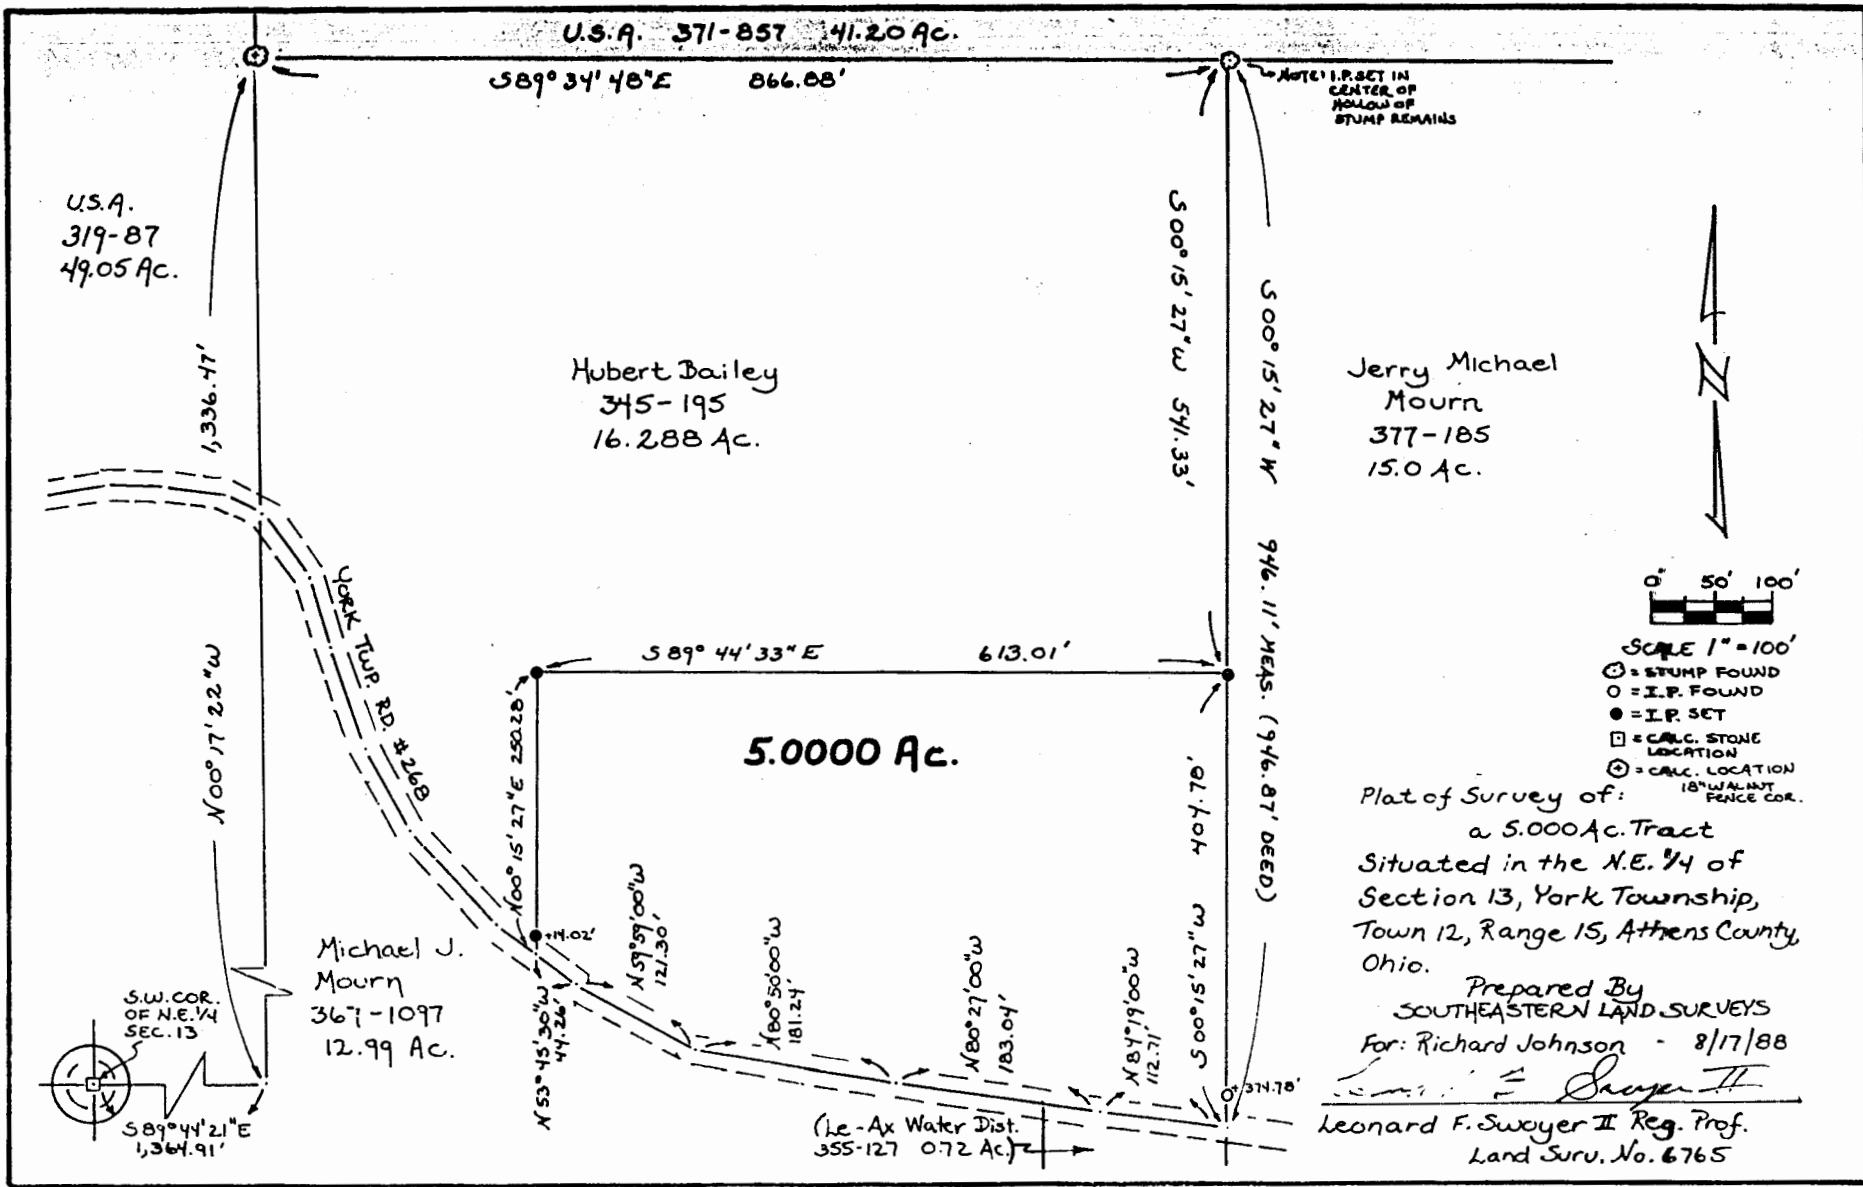 U.S.A. 371-857 41.20 Ac.
S89°34'48"E 866.88'
NOTE: I.P. SET IN
CENTER OF
HOLLOW OF
STUMP REMAINS
U.S.A.
319-87
49.05 Ac.
1,336.47'
N00°17'22"W
Hubert Bailey
345-195
16.288 Ac.
S00°15'27"W 541.33'
S00°15'27"W 946.11' MEAS. (946.87' DEED)
Jerry Michael
Mourn
377-185
15.0 Ac.
N
0' 50' 100'
SCALE 1"=100'
= STUMP FOUND
= I.P. FOUND
= I.P. SET
= CALC. STONE
LOCATION
= CALC. LOCATION
18" WALNUT
FENCE COR.
YORK TWP. RD. #268
S89°44'33"E 613.01'
N00°15'27"E 250.28'
5.0000 Ac.
S00°15'27"W 404.78'
+14.02'
N53°45'30"W
44.26'
N59°59'00"W
121.30'
N80°50'00"W
181.24'
N80°27'00"W
183.04'
N84°19'00"W
112.71'
+374.78'
Michael J.
Mourn
367-1097
12.99 Ac.
S.W. COR.
OF N.E. 1/4
SEC. 13
S89°44'21"E
1,364.91'
(Le-Ax Water Dist.
355-127 0.72 Ac.)
Plat of Survey of:
a 5.000 Ac. Tract
Situated in the N.E. 1/4 of
Section 13, York Township,
Town 12, Range 15, Athens County,
Ohio.
Prepared By
SOUTHEASTERN LAND SURVEYS
For: Richard Johnson - 8/17/88
Swoyer II
Leonard F. Swoyer II Reg. Prof.
Land Surv. No. 6765